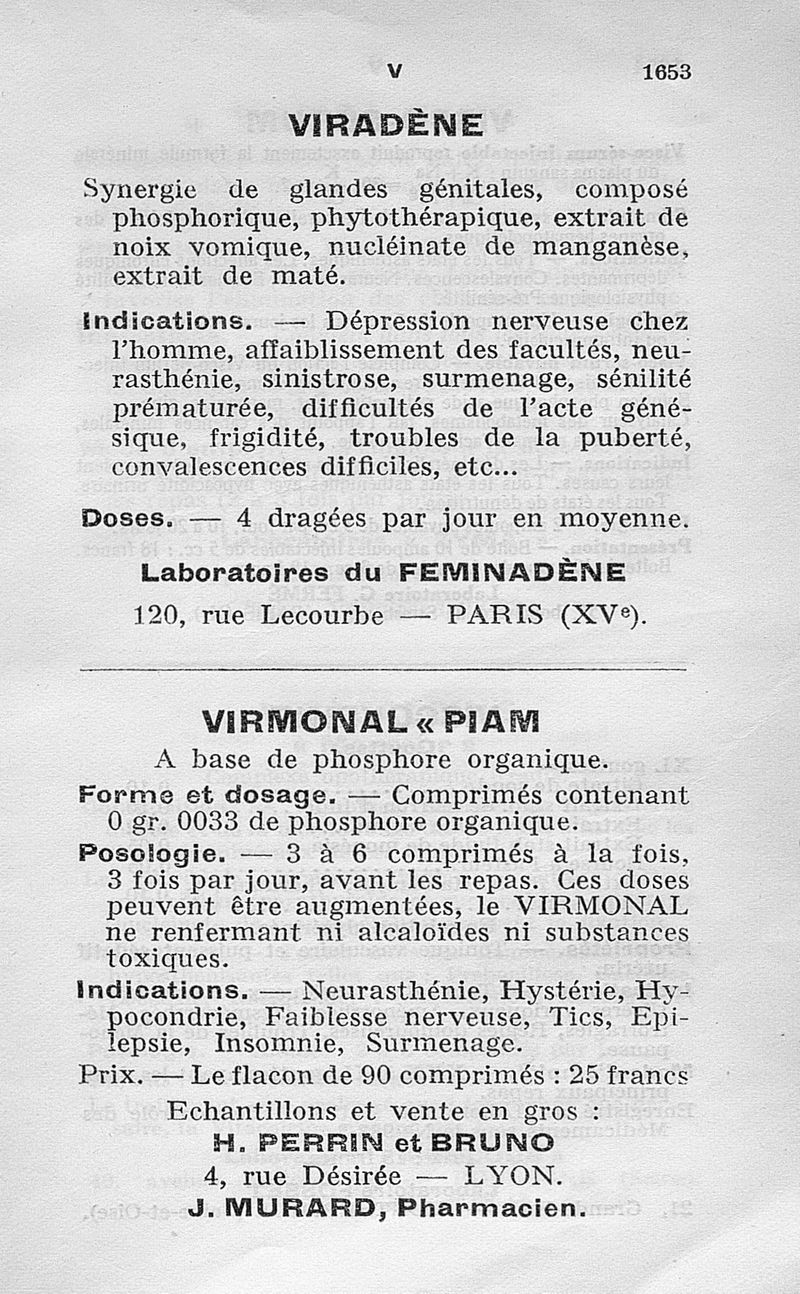 V 1653
VIRADÈNE
Synergie de glandes génitales, composé
phosphorique, phytothérapique, extrait de
noix vomique, nucléinate de manganèse,
extrait de maté.
Indications. — Dépression nerveuse chez
l'homme, affaiblissement des facultés, neu-
rasthénie, sinistrose, surmenage, sénilité
prématurée, difficultés de l'acte géné-
sique, frigidité, troubles de la puberté,
convalescences difficiles, etc...
Doses. — 4 dragées par jour en moyenne.
Laboratoires du FEMINADÈNE
120, rue Lecourbe — PARIS (XVe).
VIRMONAL « PIAM
A base de phosphore organique.
Forme et dosage. — Comprimés contenant
0 gr. 0033 de phosphore organique.
Posologie. — 3 à 6 comprimés à la fois,
3 fois par jour, avant les repas. Ces doses
peuvent être augmentées, le VIRMONAL
ne renfermant ni alcaloïdes ni substances
toxiques.
Indications. — Neurasthénie, Hystérie, Hy-
pocondrie, Faiblesse nerveuse, Tics, Epi-
lepsie, Insomnie, Surmenage.
Prix. — Le flacon de 90 comprimés : 25 francs
Echantillons et vente en gros :
H. PERRIN et BRUNO
4, rue Désirée — LYON.
J. MURARD, Pharmacien.